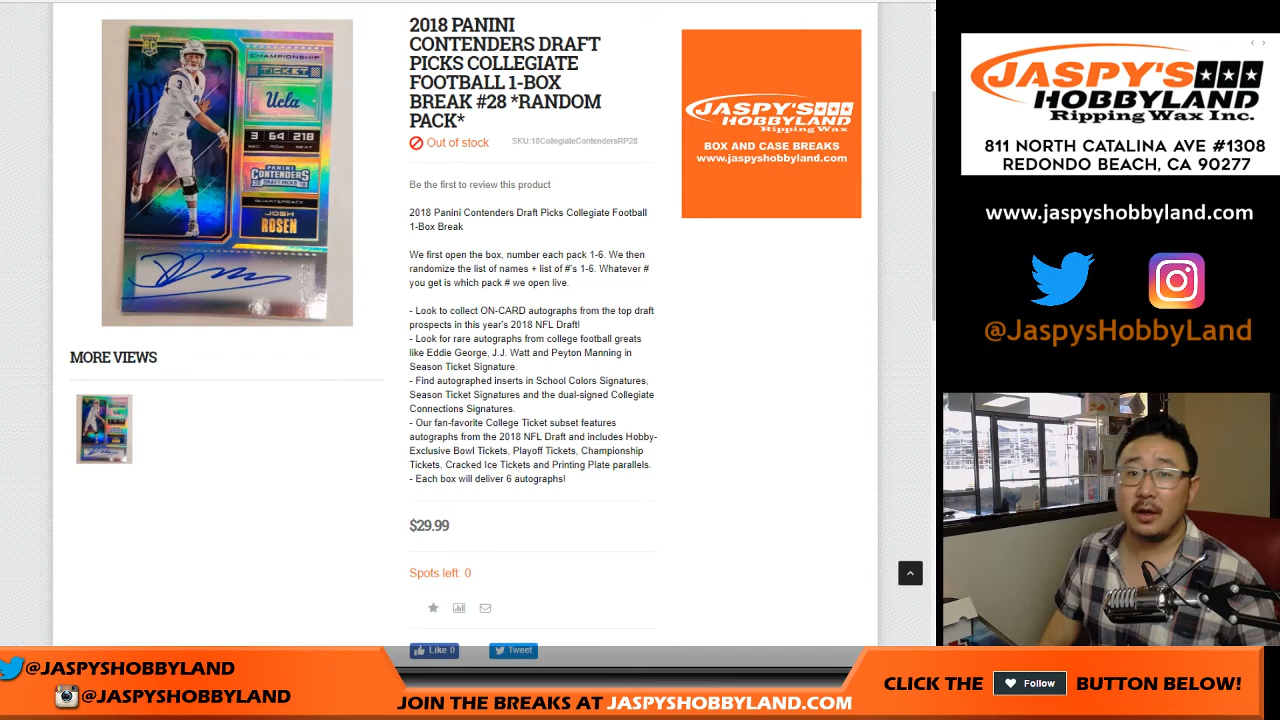 RC
3
CHAMPIONSHIP
TICKET
Ucla
3 64 218
SEC ROW SEAT
PANINI
CONTENDERS
DRAFT PICKS
QUARTERBACK
JOSH
ROSEN
MORE VIEWS
2018 PANINI
CONTENDERS DRAFT
PICKS COLLEGIATE
FOOTBALL 1-BOX
BREAK #28 *RANDOM
PACK*
Out of stock
SKU:18CollegiateContendersRP28
Be the first to review this product
2018 Panini Contenders Draft Picks Collegiate Football
1-Box Break
We first open the box, number each pack 1-6. We then
randomize the list of names + list of #'s 1-6. Whatever #
you get is which pack # we open live.
- Look to collect ON-CARD autographs from the top draft
prospects in this year's 2018 NFL Draft!
- Look for rare autographs from college football greats
like Eddie George, J.J. Watt and Peyton Manning in
Season Ticket Signature.
- Find autographed inserts in School Colors Signatures,
Season Ticket Signatures and the dual-signed Collegiate
Connections Signatures.
- Our fan-favorite College Ticket subset features
autographs from the 2018 NFL Draft and includes Hobby-
Exclusive Bowl Tickets, Playoff Tickets, Championship
Tickets, Cracked Ice Tickets and Printing Plate parallels.
- Each box will deliver 6 autographs!
$29.99
Spots left: 0
Like 0
Tweet
JASPY'S
HOBBYLAND
Ripping Wax
BOX AND CASE BREAKS
www.jaspyshobbyland.com
JASPY'S
HOBBYLAND
Ripping Wax Inc.
811 NORTH CATALINA AVE #1308
REDONDO BEACH, CA 90277
www.jaspyshobbyland.com
@JaspysHobbyLand
@JASPYSHOBBYLAND
@JASPYSHOBBYLAND
JOIN THE BREAKS AT JASPYSHOBBYLAND.COM
CLICK THE Follow BUTTON BELOW!